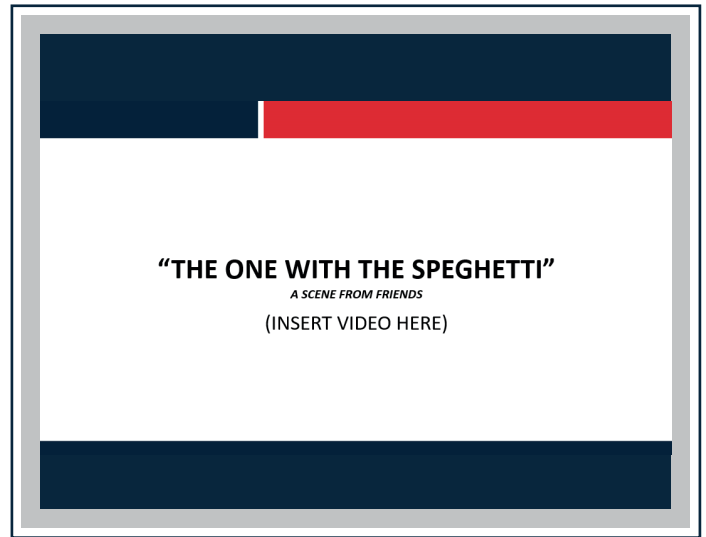 “THE ONE WITH THE SPEGHETTI”
A SCENE FROM FRIENDS
(INSERT VIDEO HERE)